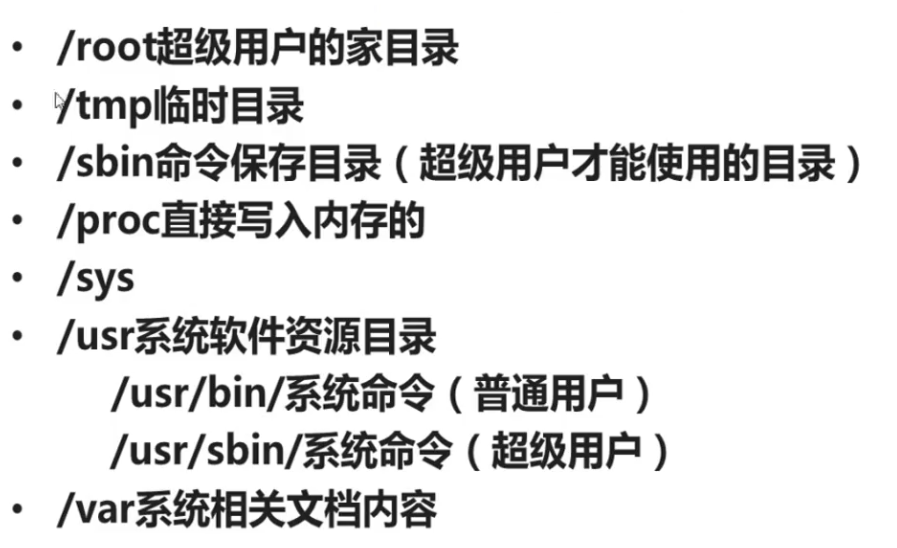 • /root超级用户的家目录
• /tmp临时目录
• /sbin命令保存目录（超级用户才能使用的目录）
• /proc直接写入内存的
• /sys
• /usr系统软件资源目录
/usr/bin/系统命令（普通用户）
/usr/sbin/系统命令（超级用户）
• /var系统相关文档内容